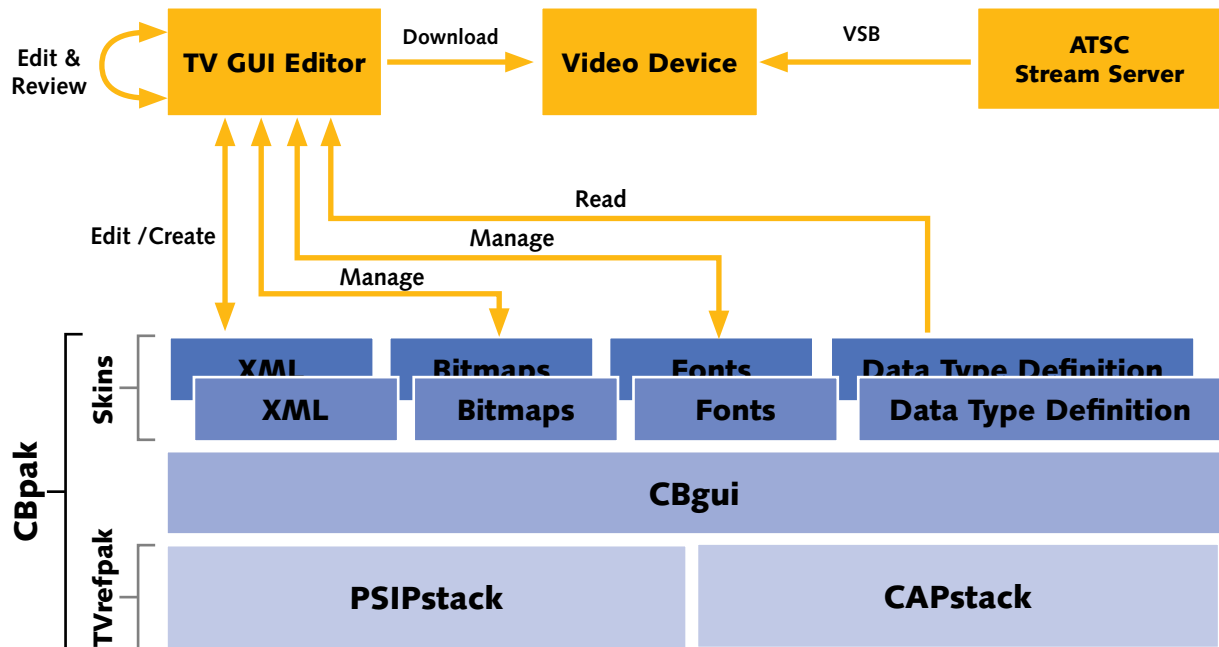 Edit &
Review
TV GUI Editor
Download
Video Device
VSB
ATSC
Stream Server
Read
Edit /Create
Manage
Manage
CBpak
Skins
XML
Bitmaps
Fonts
Data Type Definition
XML
Bitmaps
Fonts
Data Type Definition
CBgui
TVrefpak
PSIPstack
CAPstack